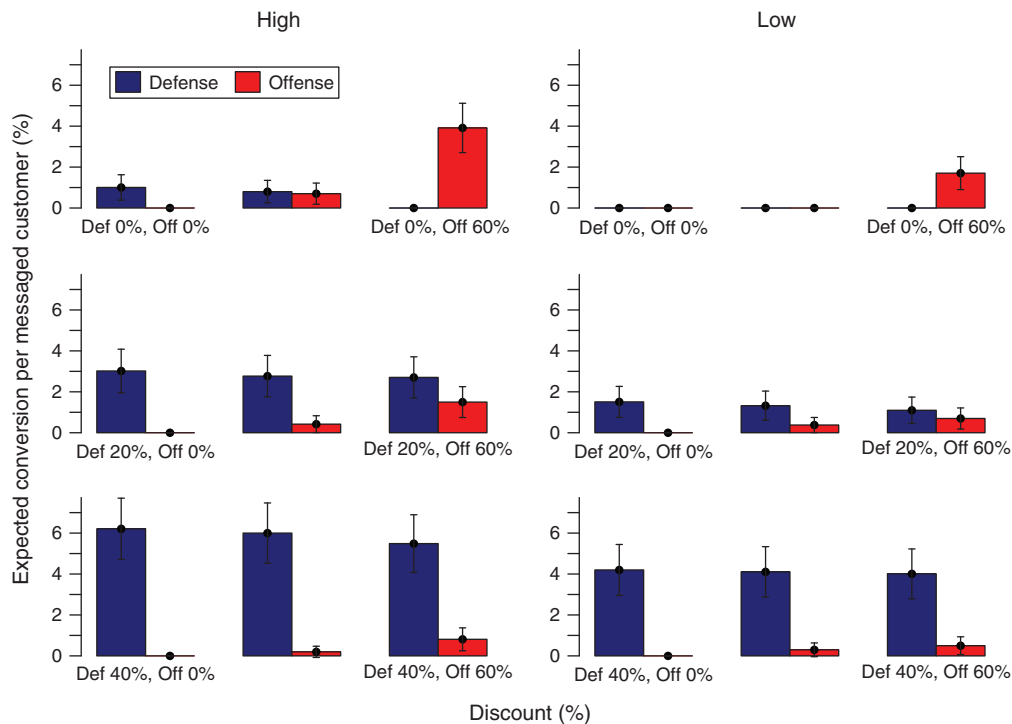 High
Low
Expected conversion per messaged customer (%)
Defense
Offense
6
4
2
0
Def 0%, Off 0%
Def 0%, Off 60%
6
4
2
0
Def 0%, Off 0%
Def 0%, Off 60%
6
4
2
0
Def 20%, Off 0%
Def 20%, Off 60%
6
4
2
0
Def 20%, Off 0%
Def 20%, Off 60%
6
4
2
0
Def 40%, Off 0%
Def 40%, Off 60%
6
4
2
0
Def 40%, Off 0%
Def 40%, Off 60%
Discount (%)